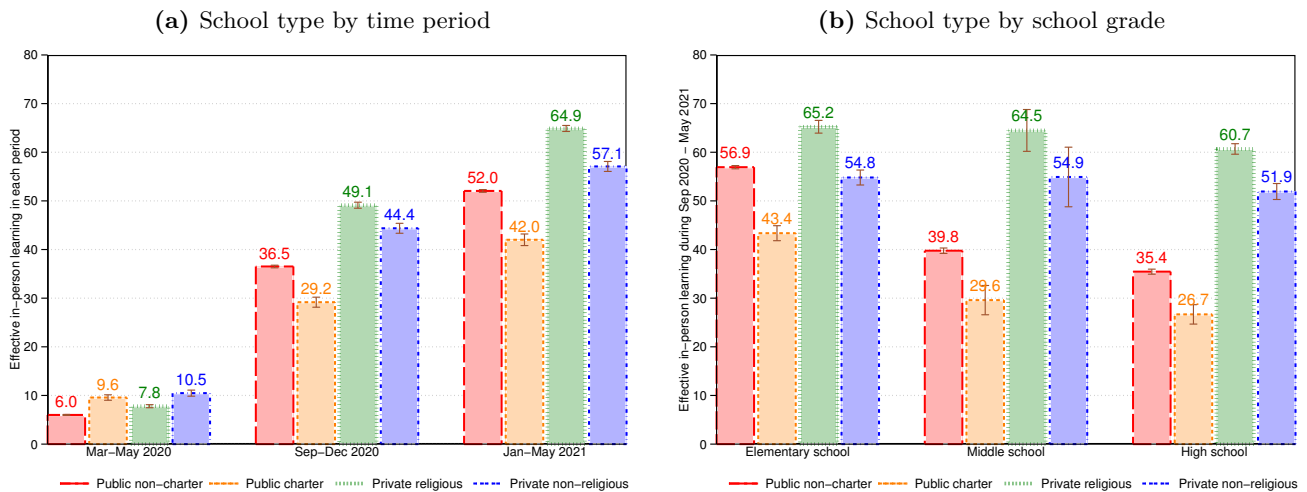 (a) School type by time period
Effective in−person learning in each period
80
70
60
50
40
30
20
10
0
6.0
9.6
7.8
10.5
36.5
29.2
49.1
44.4
52.0
42.0
64.9
57.1
Mar−May 2020
Sep−Dec 2020
Jan−May 2021
Public non−charter
Public charter
Private religious
Private non−religious
(b) School type by school grade
Effective in−person learning during Sep 2020 − May 2021
80
70
60
50
40
30
20
10
0
56.9
43.4
65.2
54.8
39.8
29.6
64.5
54.9
35.4
26.7
60.7
51.9
Elementary school
Middle school
High school
Public non−charter
Public charter
Private religious
Private non−religious